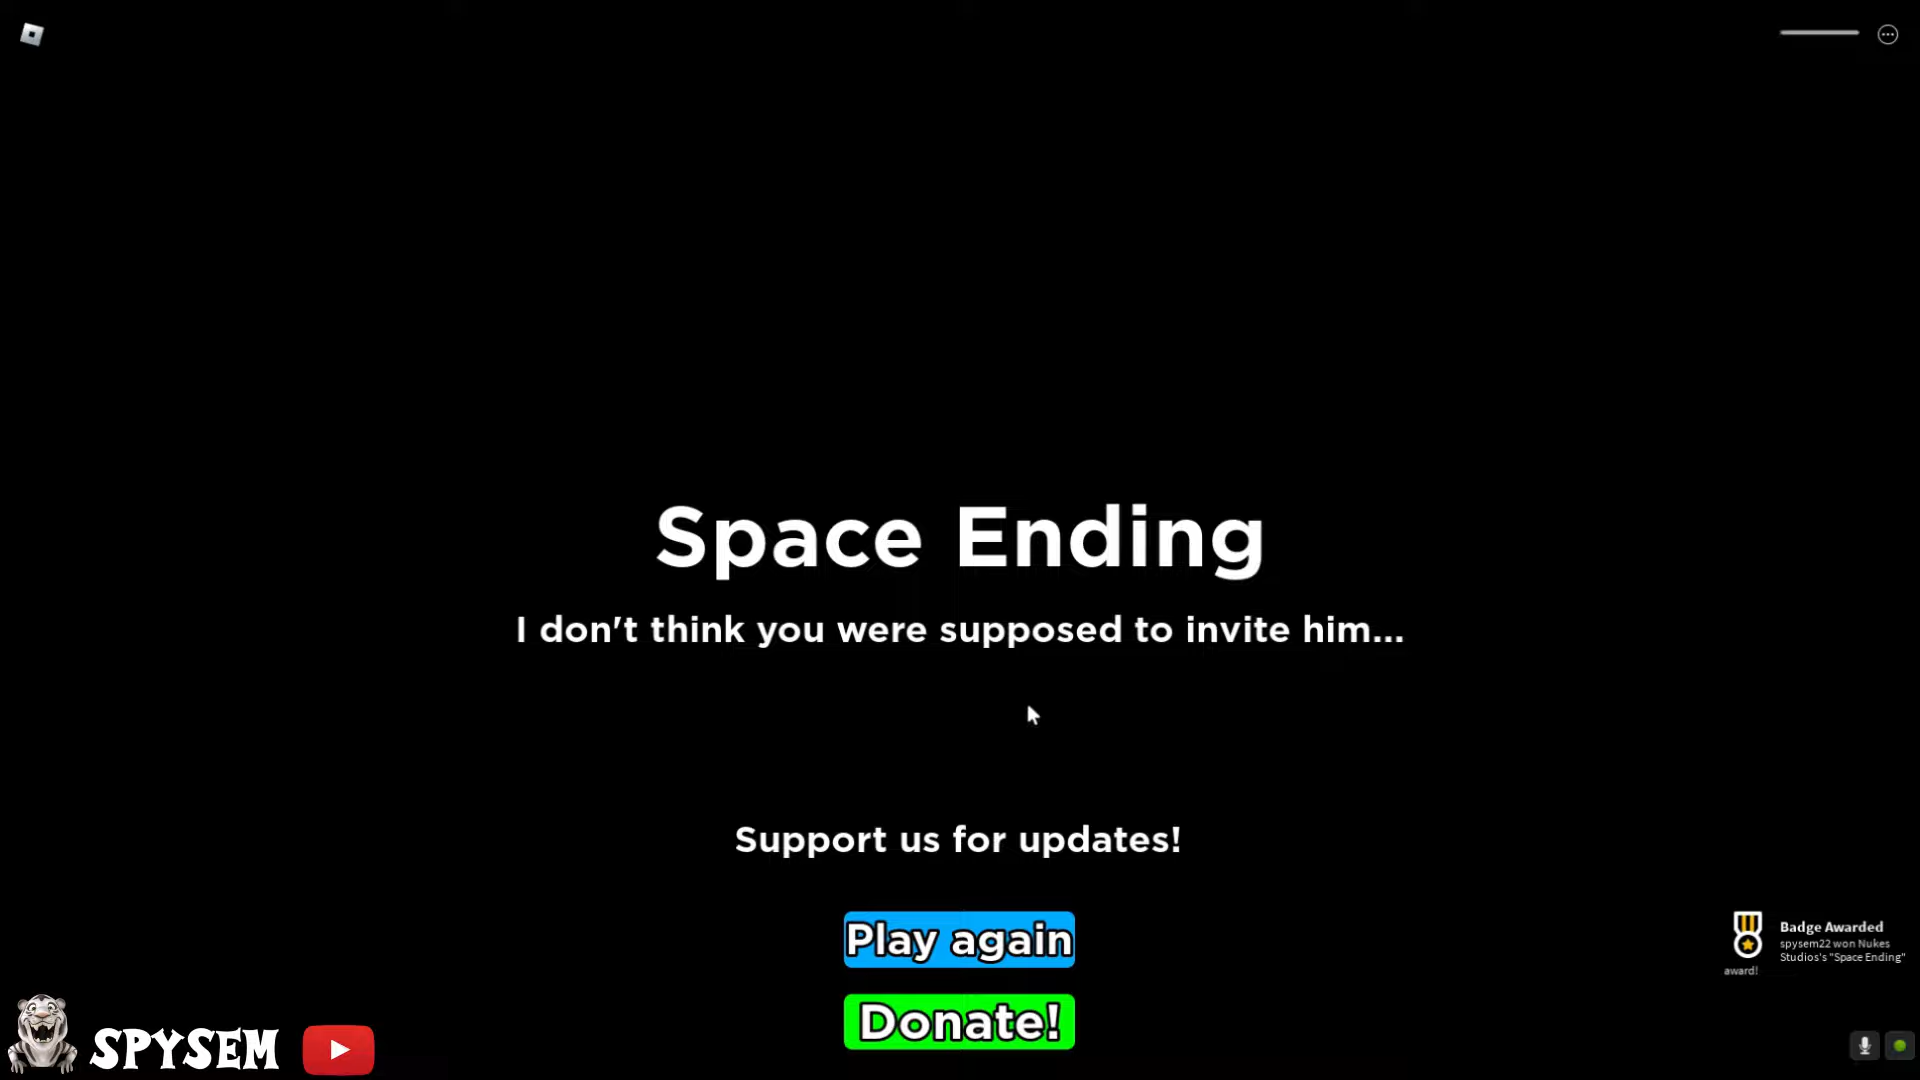 Space Ending
I don't think you were supposed to invite him...
Support us for updates!
Play again
Badge Awarded
spysem22 won Nukes
Studios's "Space Ending"
award!
Donate!
SPYSEM